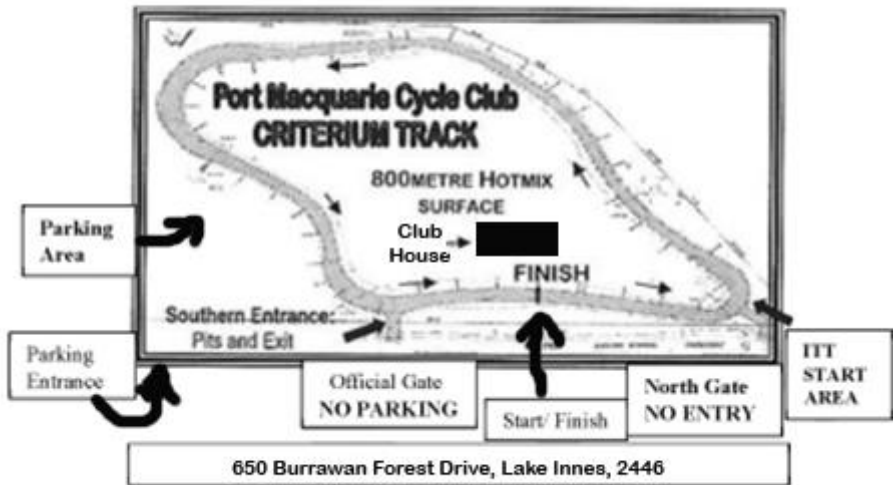 Port Macquarie Cycle Club
CRITERIUM TRACK
800METRE HOTMIX
SURFACE
Club
House
FINISH
Parking
Area
Southern Entrance:
Pits and Exit
Parking
Entrance
Official Gate
NO PARKING
Start/ Finish
North Gate
NO ENTRY
ITT
START
AREA
650 Burrawan Forest Drive, Lake Innes, 2446